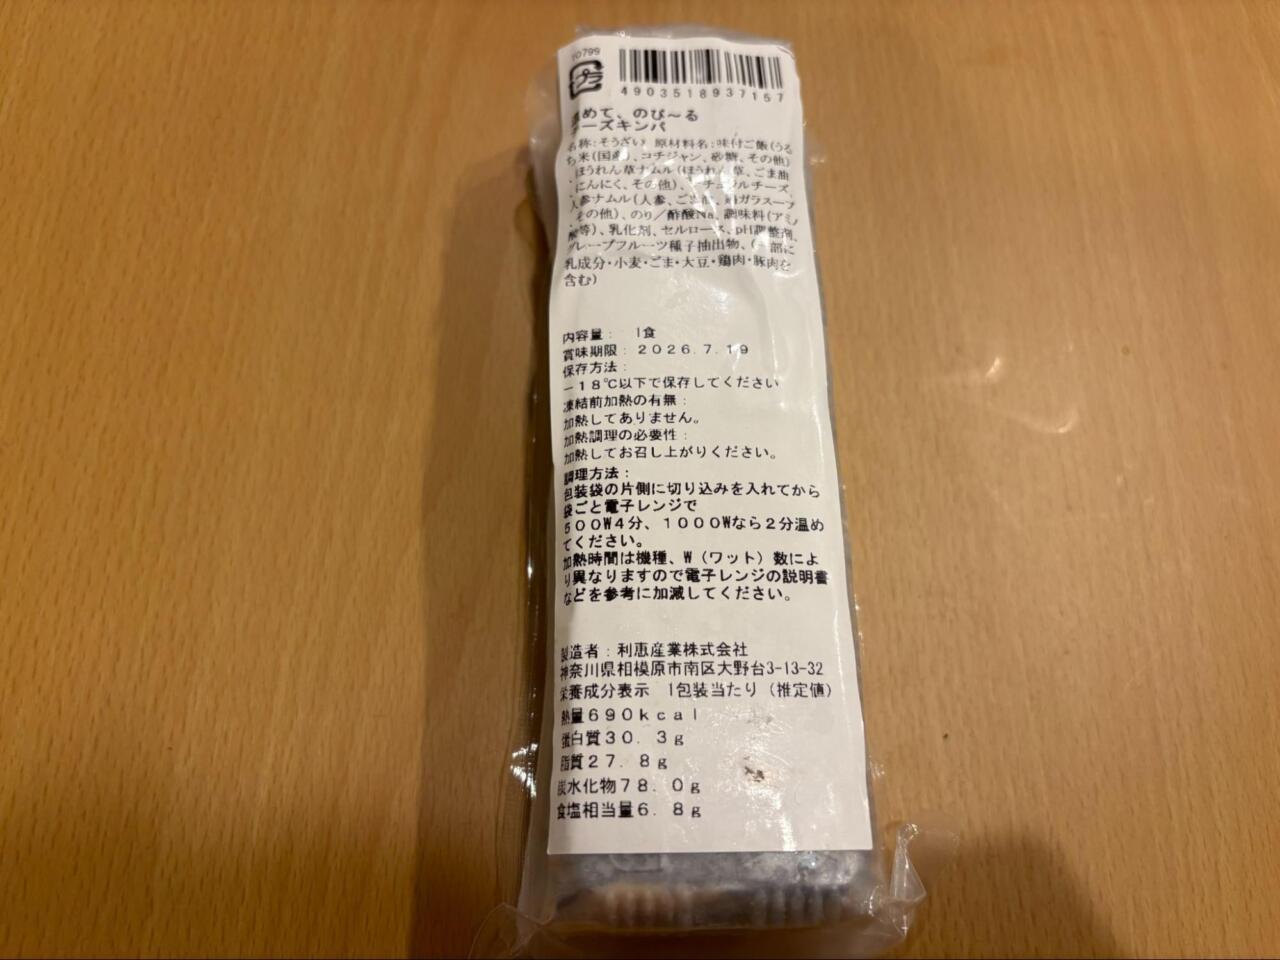 10799
プラ
4903518937157
めて、のび～る
チーズキンパ
名称:そうざい 原材料名:味付ご飯(うる
ち米(国産)、コチジャン、砂糖、その他)
、ほうれん草ナムル(ほうれん草、ごま油
、にんにく、その他)、ナチュラルチーズ、
人参ナムル(人参、ごま油、鶏ガラスープ
、その他)、のり/酢酸Na、調味料(アミノ
酸等)、乳化剤、セルロース、pH調整剤、
グレープフルーツ種子抽出物、(一部に
乳成分・小麦・ごま・大豆・鶏肉・豚肉を
含む)
内容量: 1食
賞味期限:2026.7.19
保存方法:
-18℃以下で保存してください
凍結前加熱の有無:
加熱してありません。
加熱調理の必要性:
加熱してお召し上がりください。
調理方法:
包装袋の片側に切り込みを入れてから
袋ごと電子レンジで
500W4分、1000Wなら2分温め
てください。
加熱時間は機種、W(ワット)数によ
り異なりますので電子レンジの説明書
などを参考に加減してください。
製造者:利恵産業株式会社
神奈川県相模原市南区大野台3-13-32
栄養成分表示 1包装当たり(推定値)
熱量690kcal
蛋白質30.3g
脂質27.8g
炭水化物78.0g
食塩相当量6.8g